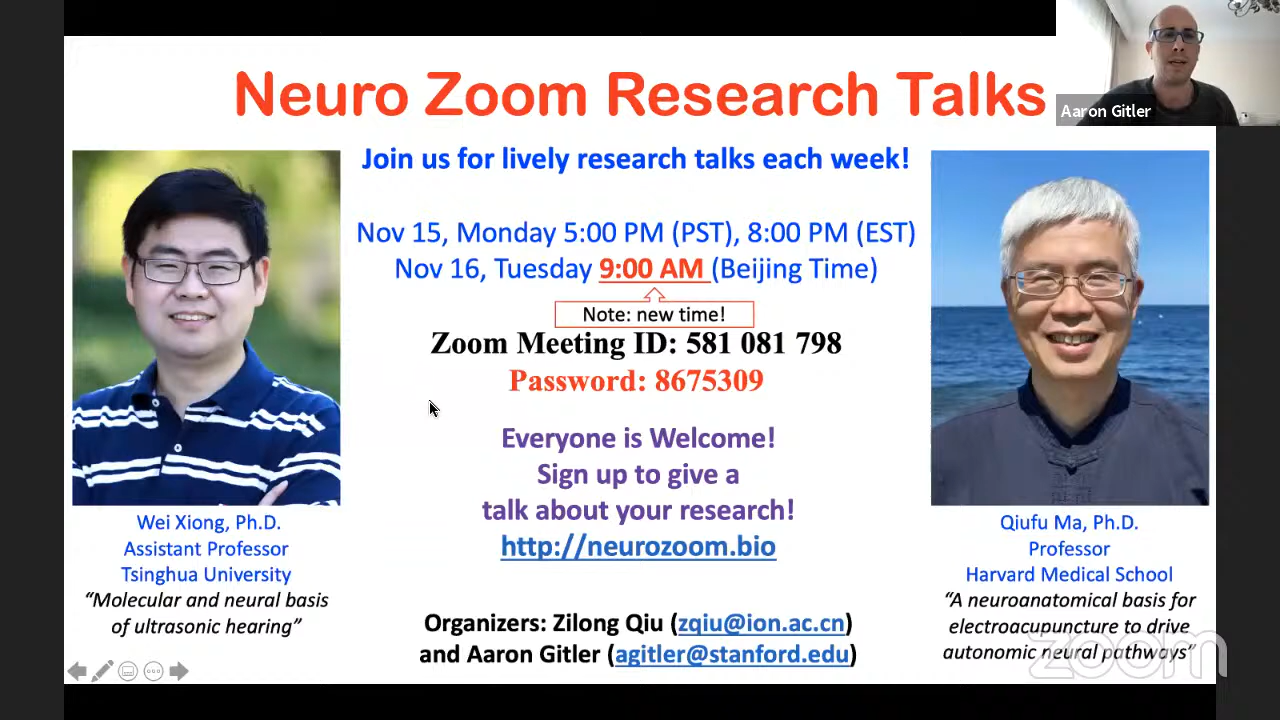 Neuro Zoom Research Talks
Aaron Gitler
Join us for lively research talks each week!
Nov 15, Monday 5:00 PM (PST), 8:00 PM (EST)
Nov 16, Tuesday 9:00 AM (Beijing Time)
Note: new time!
Zoom Meeting ID: 581 081 798
Password: 8675309
Everyone is Welcome!
Sign up to give a
talk about your research!
http://neurozoom.bio
Organizers: Zilong Qiu (zqiu@ion.ac.cn)
and Aaron Gitler (agitler@stanford.edu)
Wei Xiong, Ph.D.
Assistant Professor
Tsinghua University
“Molecular and neural basis
of ultrasonic hearing”
Qiufu Ma, Ph.D.
Professor
Harvard Medical School
“A neuroanatomical basis for
electroacupuncture to drive
autonomic neural pathways”
zoom